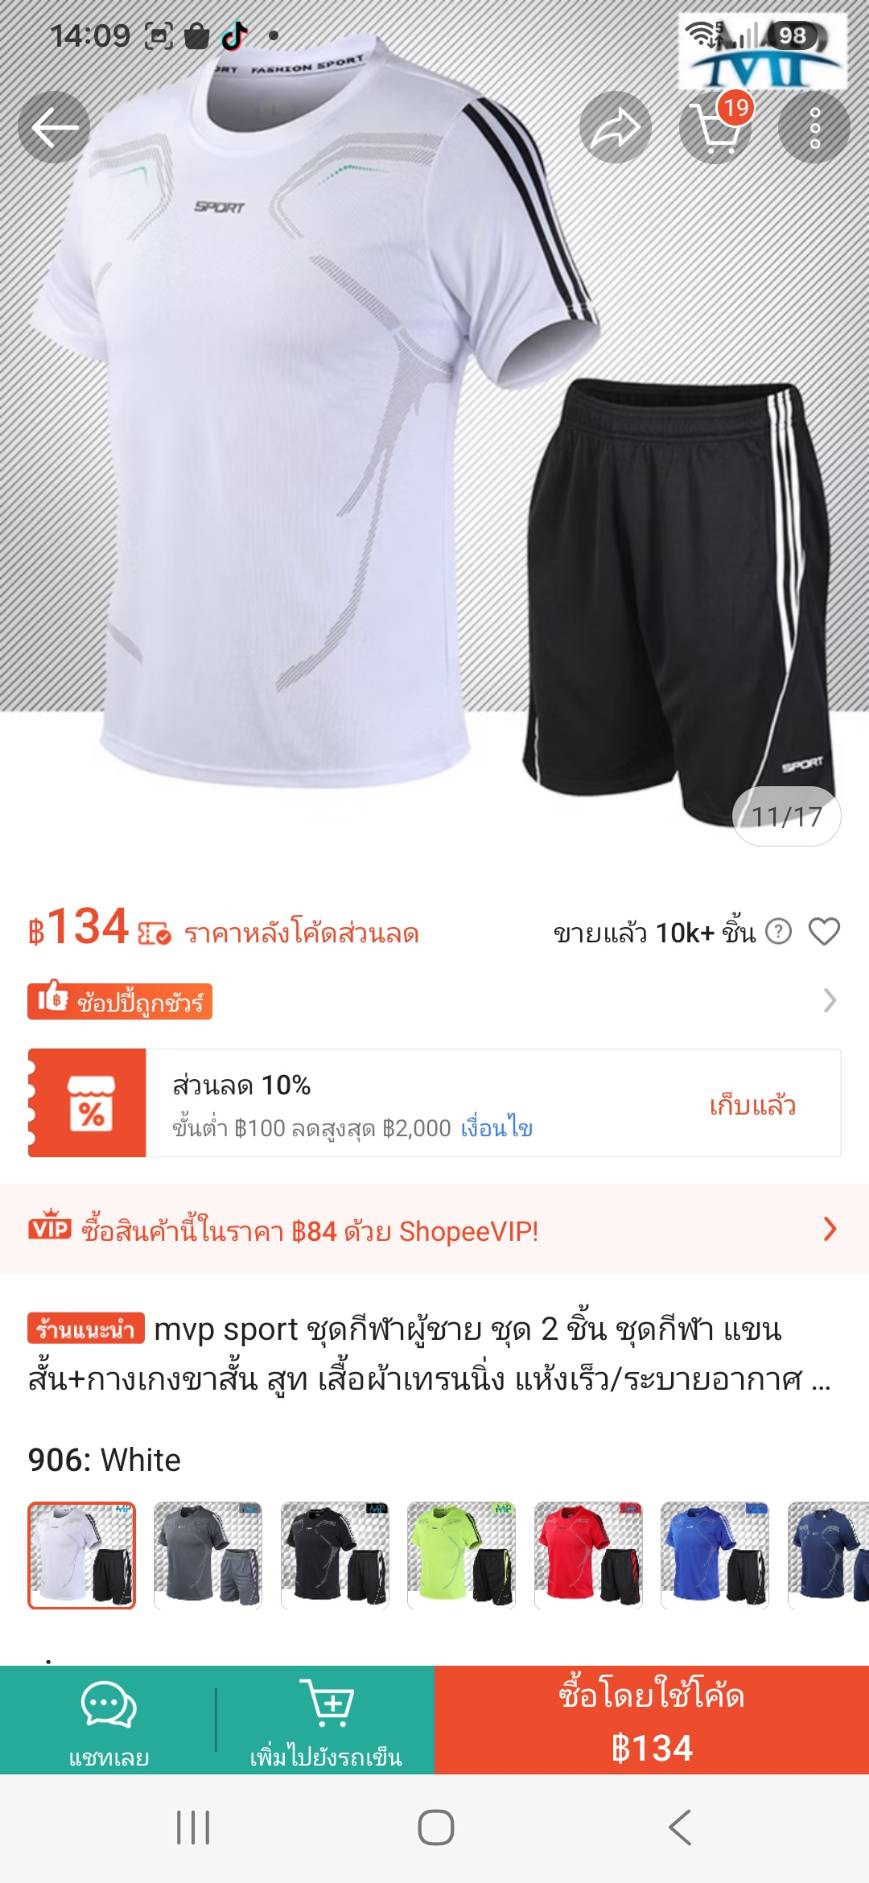 14:09
98
FASHION SPORT
19
SPORT
SPORT
11/17
฿134 ราคาหลังโค้ดส่วนลด
ขายแล้ว 10k+ ชิ้น ?
ช้อปปี้ถูกชัวร์
ส่วนลด 10%
ขั้นต่ำ ฿100 ลดสูงสุด ฿2,000 เงื่อนไข
เก็บแล้ว
VIP ซื้อสินค้านี้ในราคา ฿84 ด้วย ShopeeVIP!
ร้านแนะนำ mvp sport ชุดกีฬาผู้ชาย ชุด 2 ชิ้น ชุดกีฬา แขน
สั้น+กางเกงขาสั้น สูท เสื้อผ้าเทรนนิ่ง แห้งเร็ว/ระบายอากาศ ...
906: White
แชทเลย
เพิ่มไปยังรถเข็น
ซื้อโดยใช้โค้ด
฿134